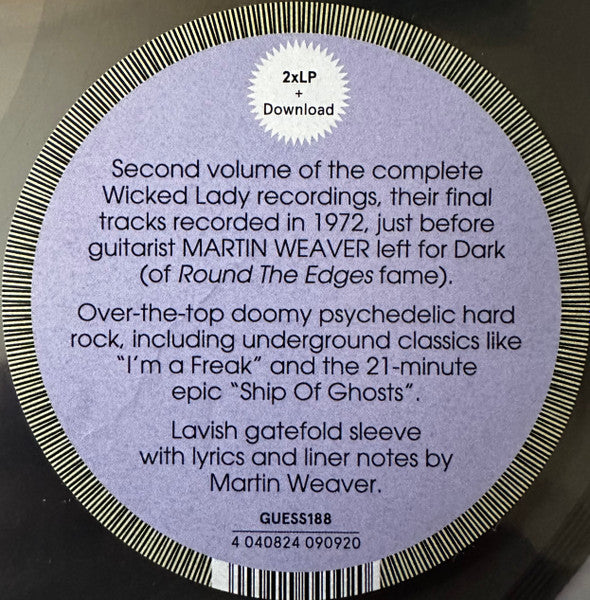 2xLP
+
Download
Second volume of the complete
Wicked Lady recordings, their final
tracks recorded in 1972, just before
guitarist MARTIN WEAVER left for Dark
(of Round The Edges fame).
Over-the-top doomy psychedelic hard
rock, including underground classics like
“I’m a Freak” and the 21-minute
epic “Ship Of Ghosts”.
Lavish gatefold sleeve
with lyrics and liner notes by
Martin Weaver.
GUESS188
4 040824 090920